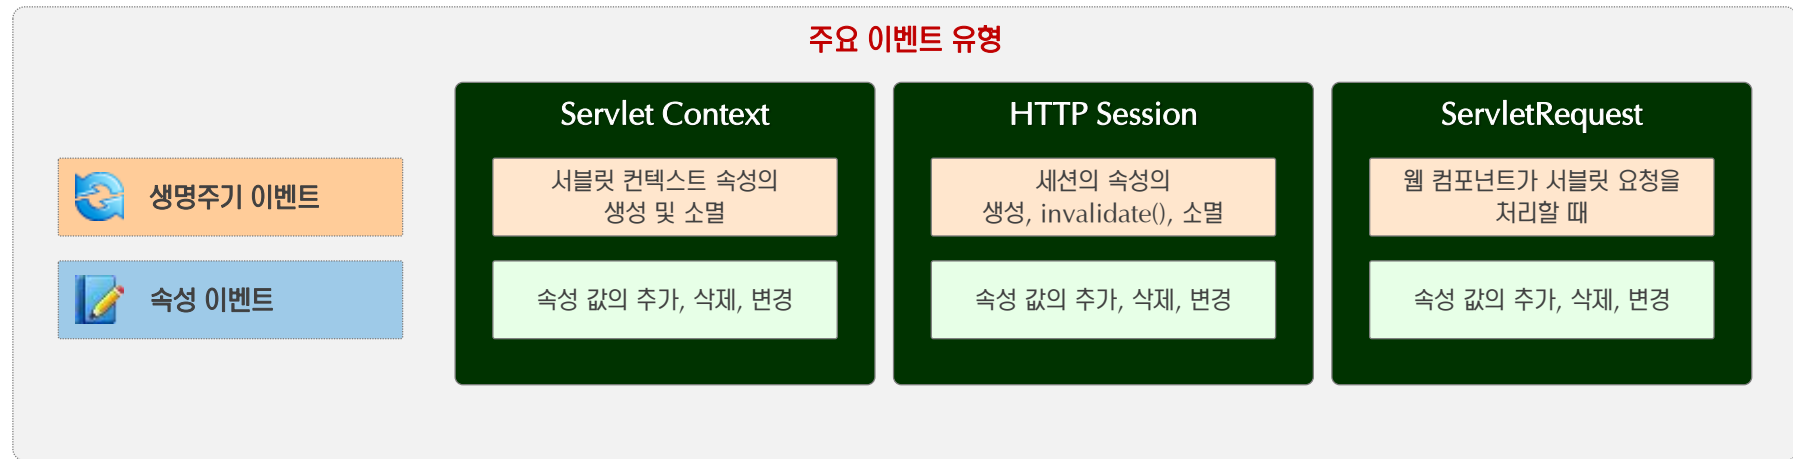 주요 이벤트 유형
Servlet Context
HTTP Session
ServletRequest
생명주기 이벤트
서블릿 컨텍스트 속성의
생성 및 소멸
세션의 속성의
생성, invalidate(), 소멸
웹 컴포넌트가 서블릿 요청을
처리할 때
속성 이벤트
속성 값의 추가, 삭제, 변경
속성 값의 추가, 삭제, 변경
속성 값의 추가, 삭제, 변경